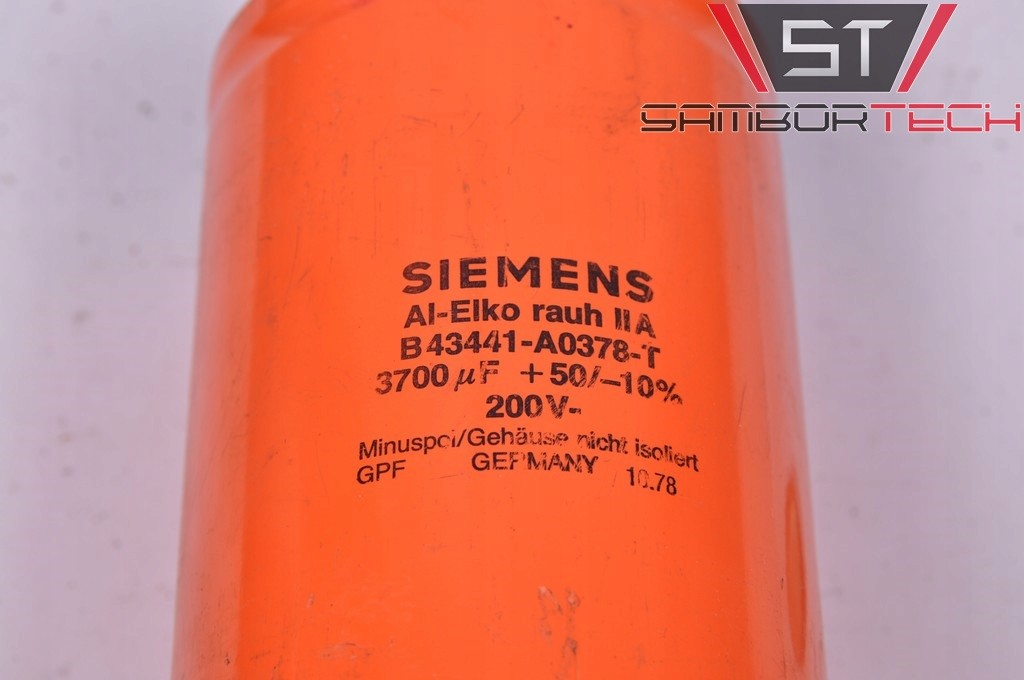 ST
SAMBORTECH
SIEMENS
Al-Elko rauh IIA
B43441-A0378-T
3700 µF +50/-10%
200V-
Minuspol/Gehäuse nicht isoliert
GPF GERMANY 10.78